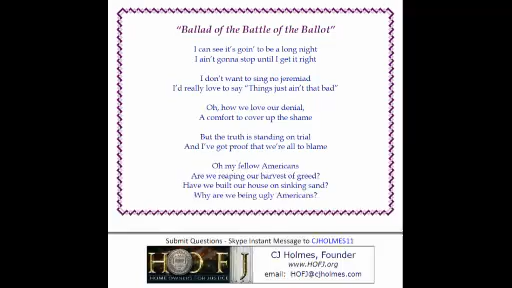 "Ballad of the Battle of the Ballot"
I can see it's goin' to be a long night
I ain't gonna stop until I get it right
I don't want to sing no jeremiad
I'd really love to say "Things just ain't that bad"
Oh, how we love our denial,
A comfort to cover up the shame
But the truth is standing on trial
And I've got proof that we're all to blame
Oh my fellow Americans
Are we reaping our harvest of greed?
Have we built our house on sinking sand?
Why are we being ugly Americans?
Submit Questions - Skype Instant Message to CJHOLMES11
HOFJ
HOME OWNERS FOR JUSTICE
CJ Holmes, Founder
www.HOFJ.org
email: HOFJ@cjholmes.com